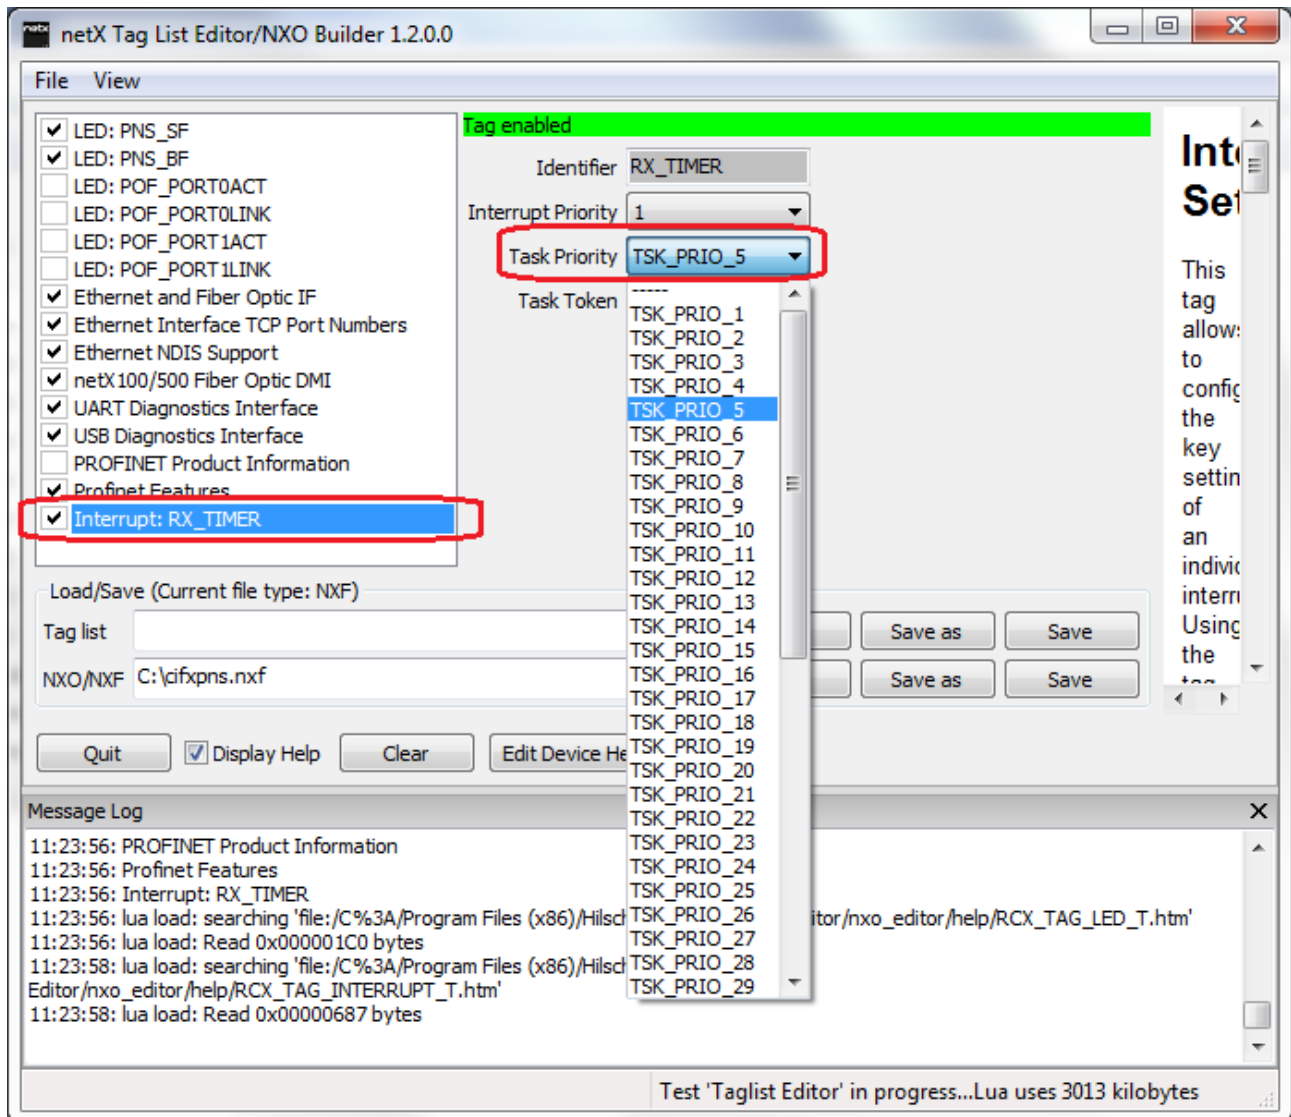 netX Tag List Editor/NXO Builder 1.2.0.0
File View
LED: PNS_SF
LED: PNS_BF
LED: POF_PORT0ACT
LED: POF_PORT0LINK
LED: POF_PORT1ACT
LED: POF_PORT1LINK
Ethernet and Fiber Optic IF
Ethernet Interface TCP Port Numbers
Ethernet NDIS Support
netX100/500 Fiber Optic DMI
UART Diagnostics Interface
USB Diagnostics Interface
PROFINET Product Information
Profinet Features
Interrupt: RX_TIMER
Tag enabled
Identifier RX_TIMER
Interrupt Priority 1
Task Priority TSK_PRIO_5
Task Token
-----
TSK_PRIO_1
TSK_PRIO_2
TSK_PRIO_3
TSK_PRIO_4
TSK_PRIO_5
TSK_PRIO_6
TSK_PRIO_7
TSK_PRIO_8
TSK_PRIO_9
TSK_PRIO_10
TSK_PRIO_11
TSK_PRIO_12
TSK_PRIO_13
TSK_PRIO_14
TSK_PRIO_15
TSK_PRIO_16
TSK_PRIO_17
TSK_PRIO_18
TSK_PRIO_19
TSK_PRIO_20
TSK_PRIO_21
TSK_PRIO_22
TSK_PRIO_23
TSK_PRIO_24
TSK_PRIO_25
TSK_PRIO_26
TSK_PRIO_27
TSK_PRIO_28
TSK_PRIO_29
This
tag
to
the
key
of
an
Using
the
Load/Save (Current file type: NXF)
Tag list Save as Save
NXO/NXF C:\cifxpns.nxf Save as Save
Quit Display Help Clear Edit Device He
Message Log
11:23:56: PROFINET Product Information
11:23:56: Profinet Features
11:23:56: Interrupt: RX_TIMER
11:23:56: lua load: searching 'file:/C%3A/Program Files (x86)/Hilsch itor/nxo_editor/help/RCX_TAG_LED_T.htm'
11:23:56: lua load: Read 0x000001C0 bytes
11:23:58: lua load: searching 'file:/C%3A/Program Files (x86)/Hilsch
Editor/nxo_editor/help/RCX_TAG_INTERRUPT_T.htm'
11:23:58: lua load: Read 0x00000687 bytes
Test 'Taglist Editor' in progress...Lua uses 3013 kilobytes